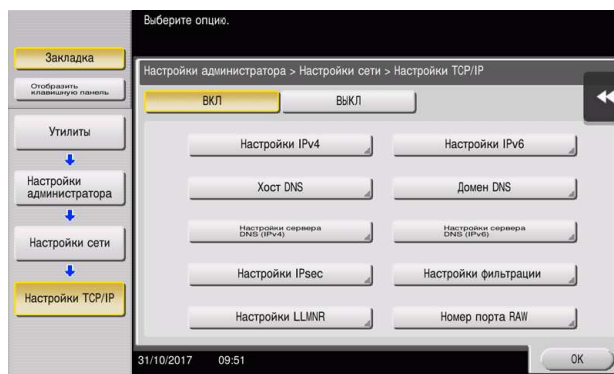 Выберите опцию.
Закладка
Отобразить
клавишную панель
Утилиты
Настройки
администратора
Настройки сети
Настройки TCP/IP
Настройки администратора > Настройки сети > Настройки TCP/IP
ВКЛ
ВЫКЛ
Настройки IPv4
Настройки IPv6
Хост DNS
Домен DNS
Настройки сервера
DNS (IPv4)
Настройки сервера
DNS (IPv6)
Настройки IPsec
Настройки фильтрации
Настройки LLMNR
Номер порта RAW
31/10/2017 09:51
OK